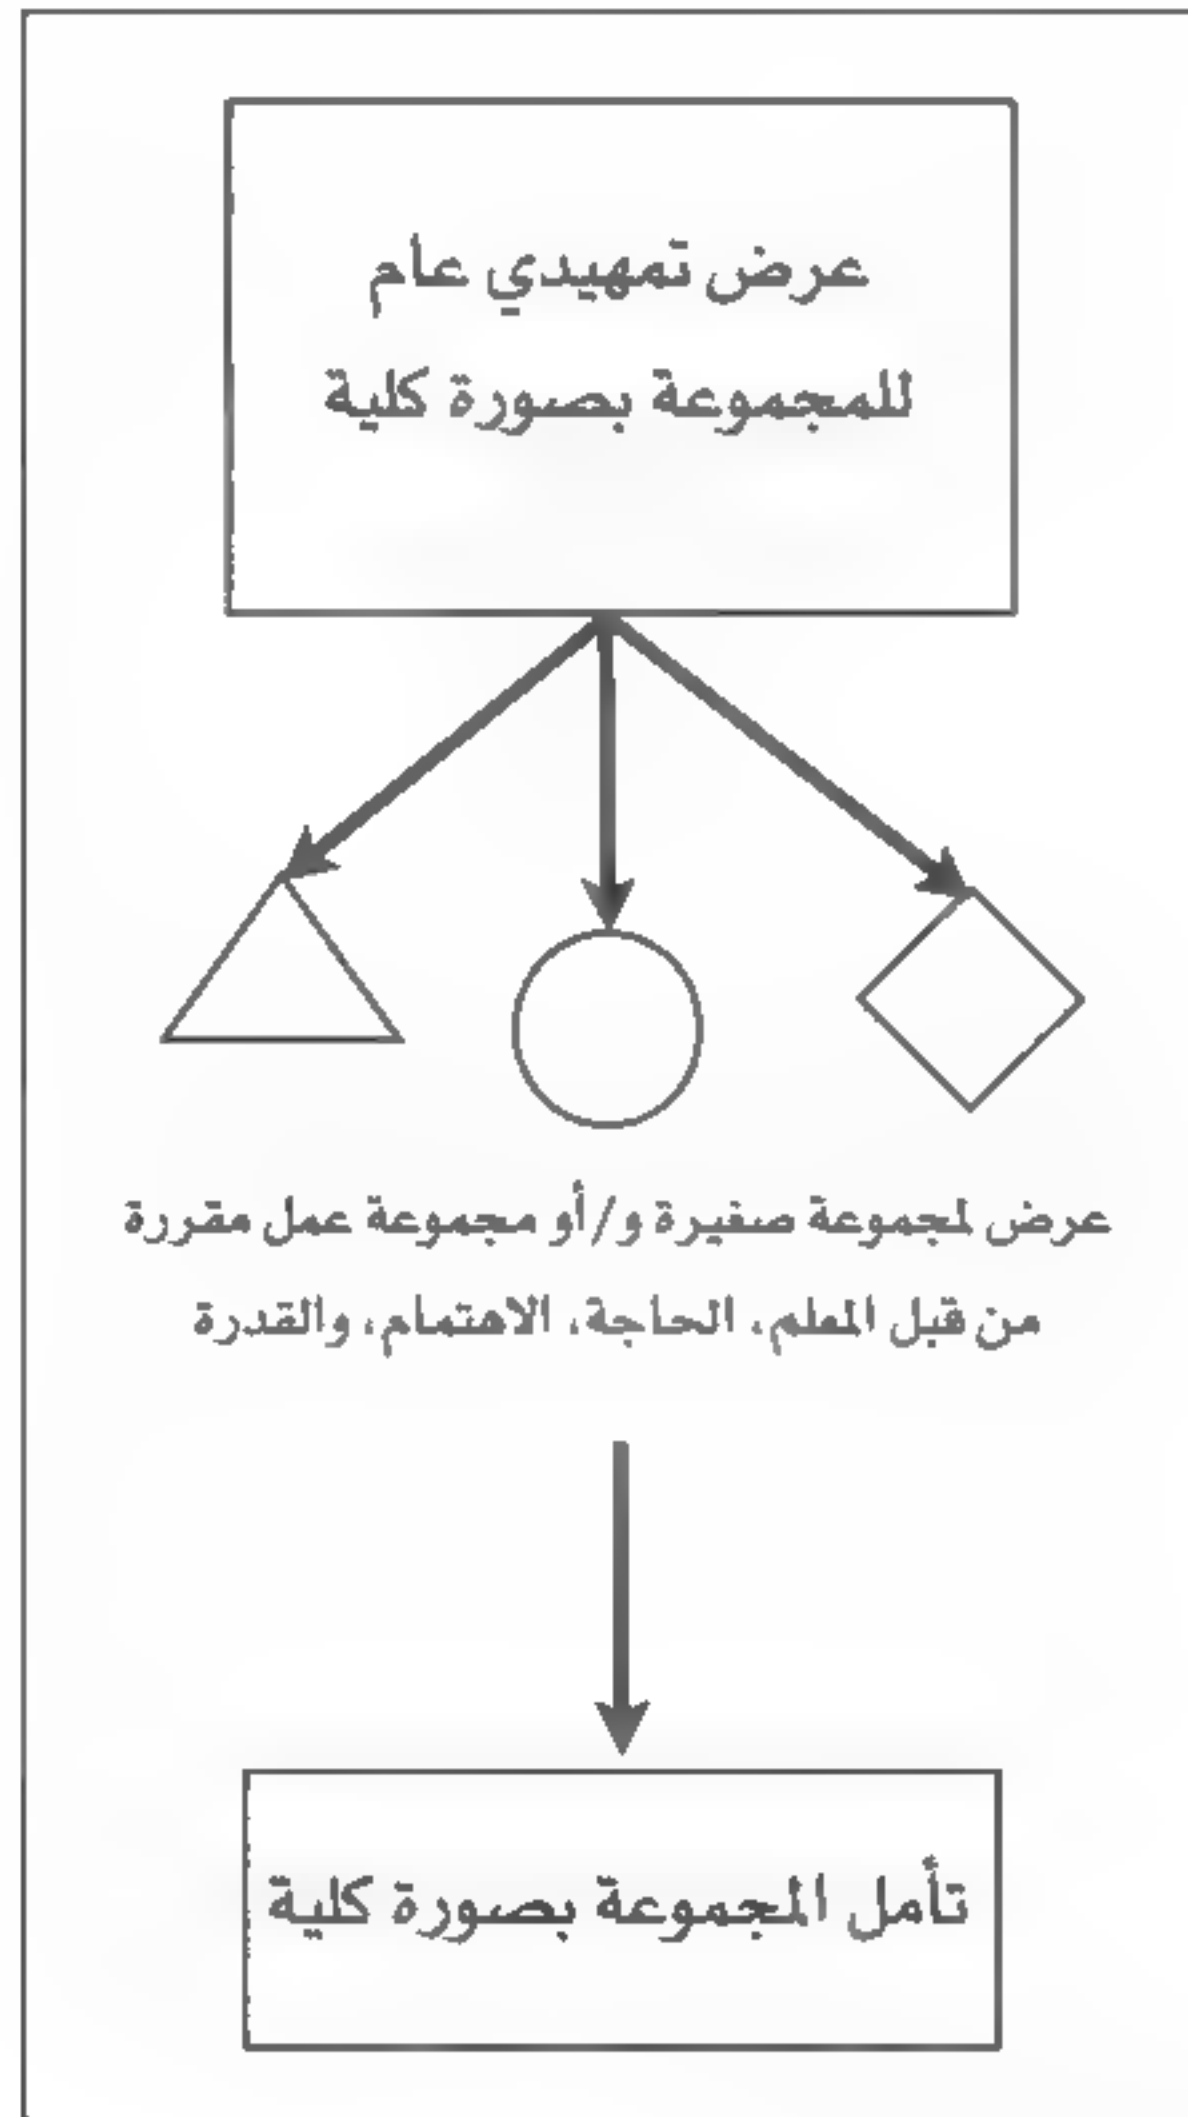 عرض تمهيدي عام
للمجموعة بصورة كلية
عرض لمجموعة صغيرة و/أو مجموعة عمل مقررة
من قبل المعلم، الحاجة، الاهتمام، والقدرة
تأمل المجموعة بصورة كلية